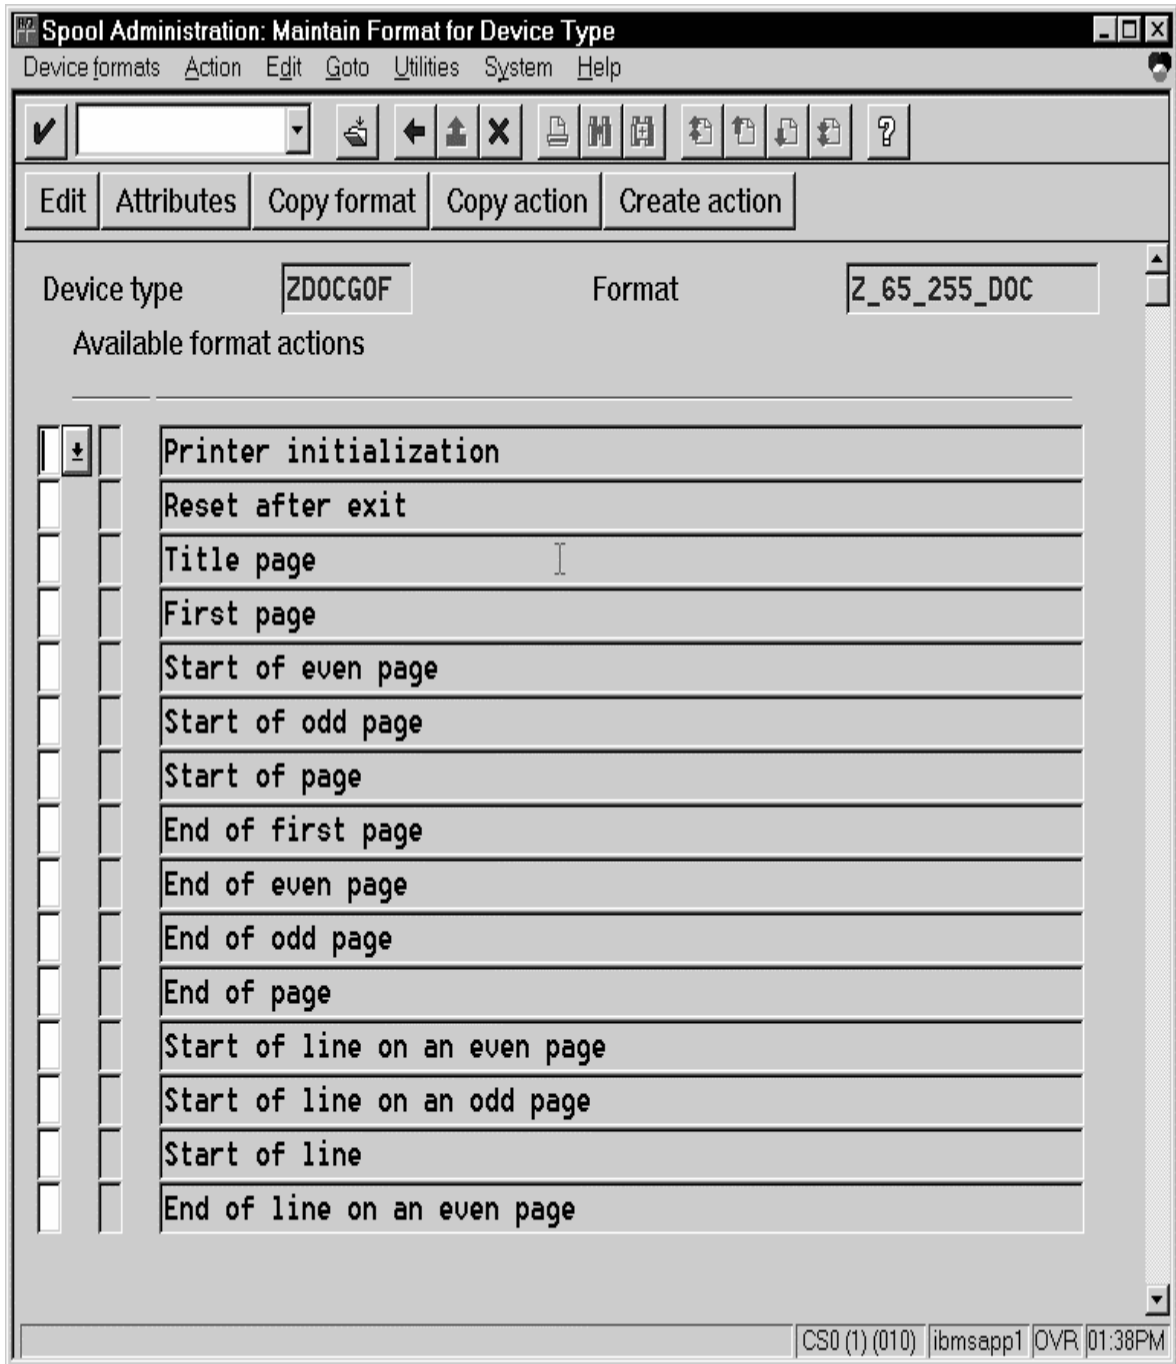 Spool Administration: Maintain Format for Device Type
Device formats Action Edit Goto Utilities System Help
Edit Attributes Copy format Copy action Create action
Device type ZDOCGOF Format Z_65_255_DOC
Available format actions
Printer initialization
Reset after exit
Title page
First page
Start of even page
Start of odd page
Start of page
End of first page
End of even page
End of odd page
End of page
Start of line on an even page
Start of line on an odd page
Start of line
End of line on an even page
CS0 (1) (010) ibmsapp1 OVR 01:38PM